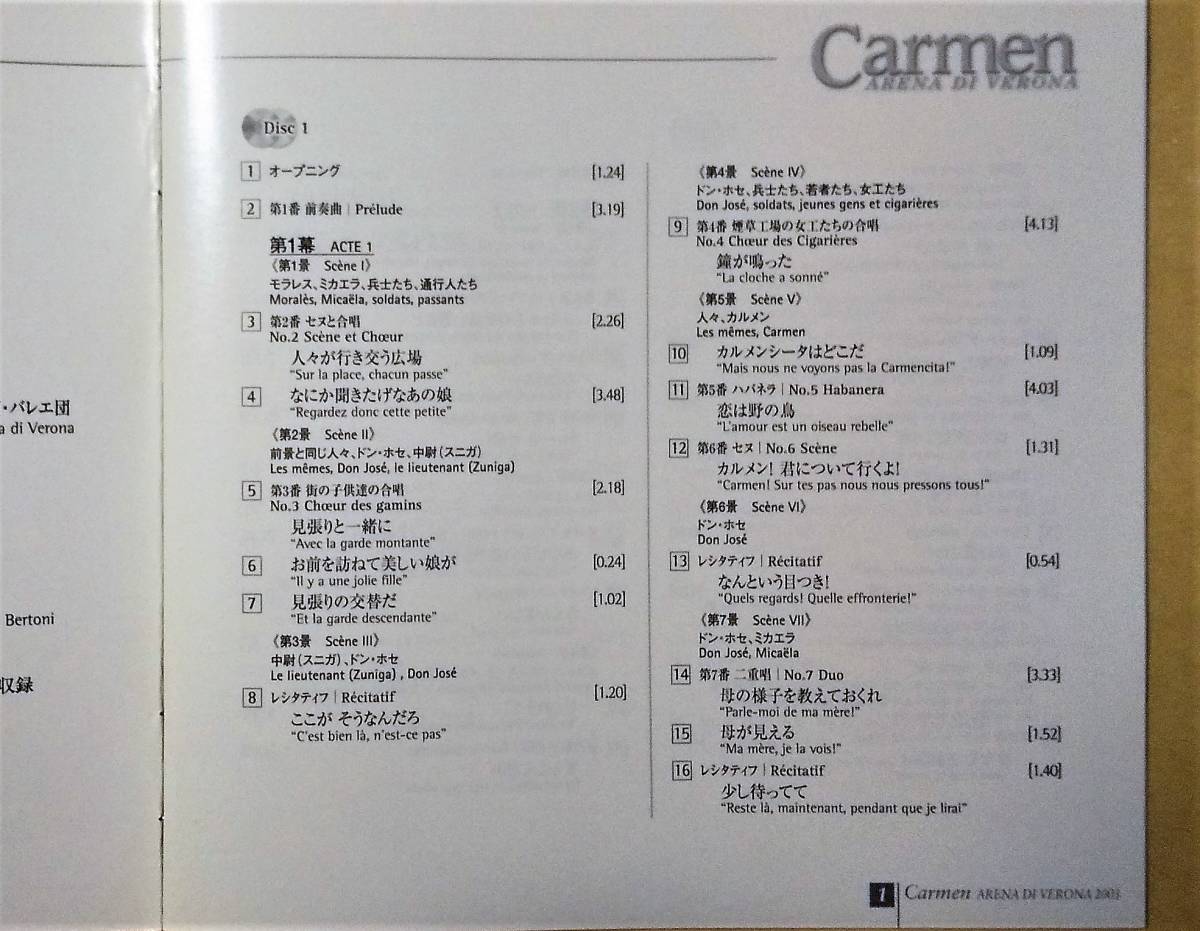 ・バレエ団
a di Verona
Bertoni
収録
Carmen
ARENA DI VERONA
Disc 1
1 オープニング [1.24]
2 第1番 前奏曲 | Prélude [3.19]
第1幕 ACTE 1
《第1景 Scène I》
モラレス、ミカエラ、兵士たち、通行人たち
Moralès, Micaëla, soldats, passants
3 第2番 セヌと合唱 [2.26]
No.2 Scène et Chœur
人々が行き交う広場
“Sur la place, chacun passe”
4 なにか聞きたげなあの娘 [3.48]
“Regardez donc cette petite”
《第2景 Scène II》
前景と同じ人々、ドン・ホセ、中尉(スニガ)
Les mêmes, Don José, le lieutenant (Zuniga)
5 第3番 街の子供達の合唱 [2.18]
No.3 Chœur des gamins
見張りと一緒に
“Avec la garde montante”
6 お前を訪ねて美しい娘が [0.24]
“Il y a une jolie fille”
7 見張りの交替だ [1.02]
“Et la garde descendante”
《第3景 Scène III》
中尉(スニガ)、ドン・ホセ
Le lieutenant (Zuniga) , Don José
8 レシタティフ | Récitatif [1.20]
ここが そうなんだろ
“C'est bien là, n'est-ce pas”
《第4景 Scène IV》
ドン・ホセ、兵士たち、若者たち、女工たち
Don José, soldats, jeunes gens et cigarières
9 第4番 煙草工場の女工たちの合唱 [4.13]
No.4 Chœur des Cigarières
鐘が鳴った
“La cloche a sonné”
《第5景 Scène V》
人々、カルメン
Les mêmes, Carmen
10 カルメンシータはどこだ [1.09]
“Mais nous ne voyons pas la Carmencita!”
11 第5番 ハバネラ | No.5 Habanera [4.03]
恋は野の鳥
“L'amour est un oiseau rebelle”
12 第6番 セヌ | No.6 Scène [1.31]
カルメン! 君について行くよ!
“Carmen! Sur tes pas nous nous pressons tous!”
《第6景 Scène VI》
ドン・ホセ
Don José
13 レシタティフ | Récitatif [0.54]
なんという目つき!
“Quels regards! Quelle effronterie!”
《第7景 Scène VII》
ドン・ホセ、ミカエラ
Don José, Micaëla
14 第7番 二重唱 | No.7 Duo [3.33]
母の様子を教えておくれ
“Parle-moi de ma mère!”
15 母が見える [1.52]
“Ma mère, je la vois!”
16 レシタティフ | Récitatif [1.40]
少し待ってて
“Reste là, maintenant, pendant que je lirai”
1 Carmen ARENA DI VERONA 2003